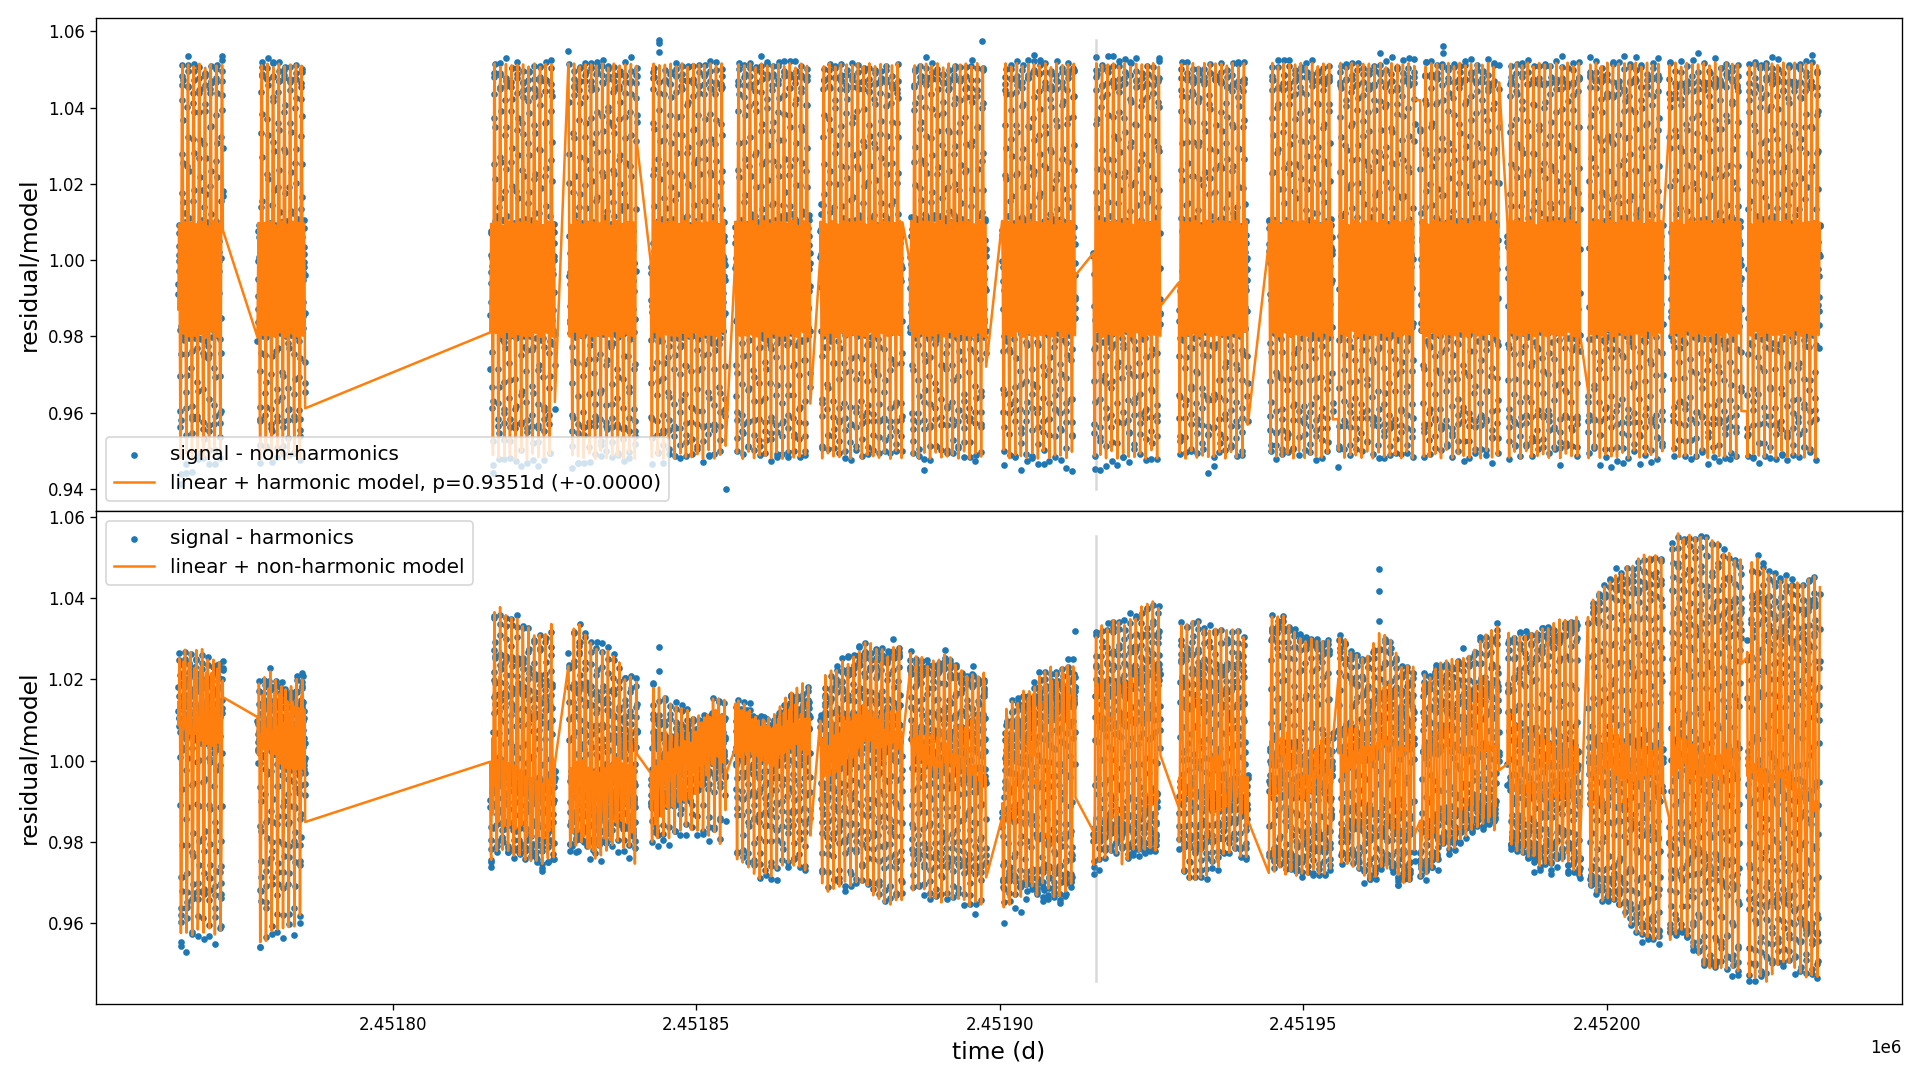 1.06
1.04
1.02
1.00
0.98
0.96
0.94
residual/model
signal - non-harmonics
linear + harmonic model, p=0.9351d (+-0.0000)
1.06
1.04
1.02
1.00
0.98
0.96
residual/model
signal - harmonics
linear + non-harmonic model
2.45180
2.45185
2.45190
2.45195
2.45200
1e6
time (d)